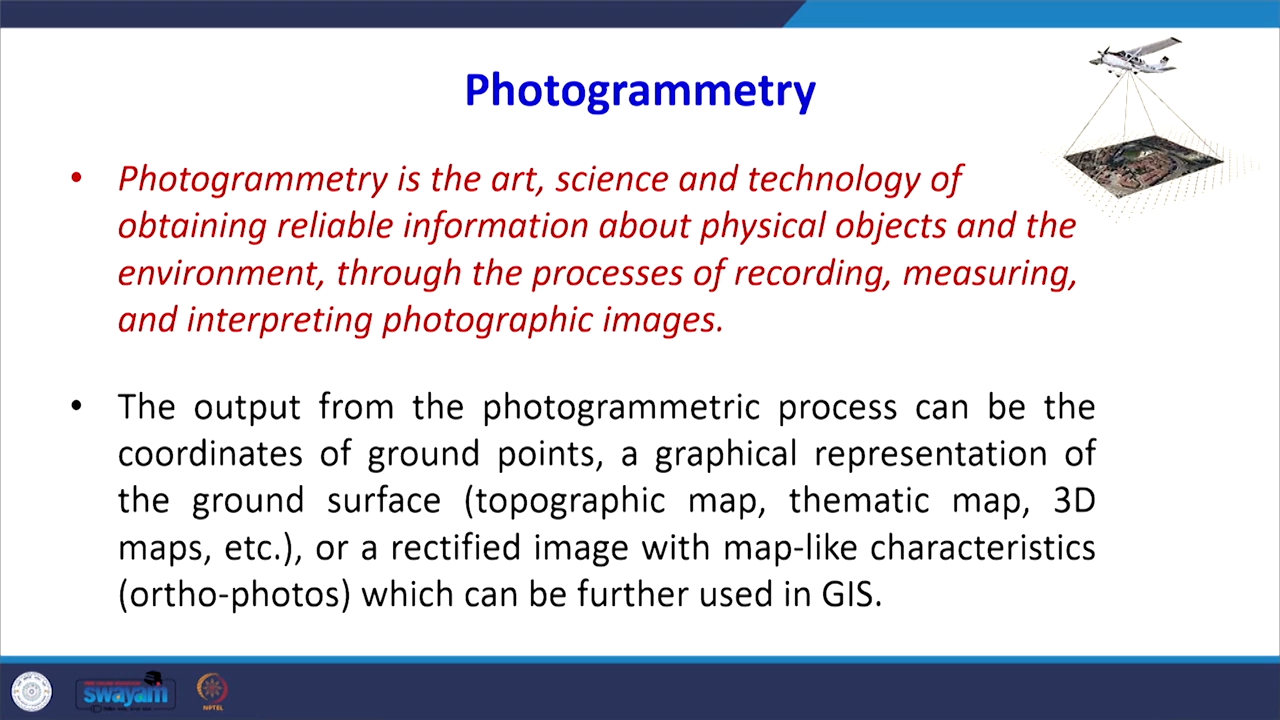 Photogrammetry
• Photogrammetry is the art, science and technology of
obtaining reliable information about physical objects and the
environment, through the processes of recording, measuring,
and interpreting photographic images.
• The output from the photogrammetric process can be the
coordinates of ground points, a graphical representation of
the ground surface (topographic map, thematic map, 3D
maps, etc.), or a rectified image with map-like characteristics
(ortho-photos) which can be further used in GIS.
swayam
NPTEL